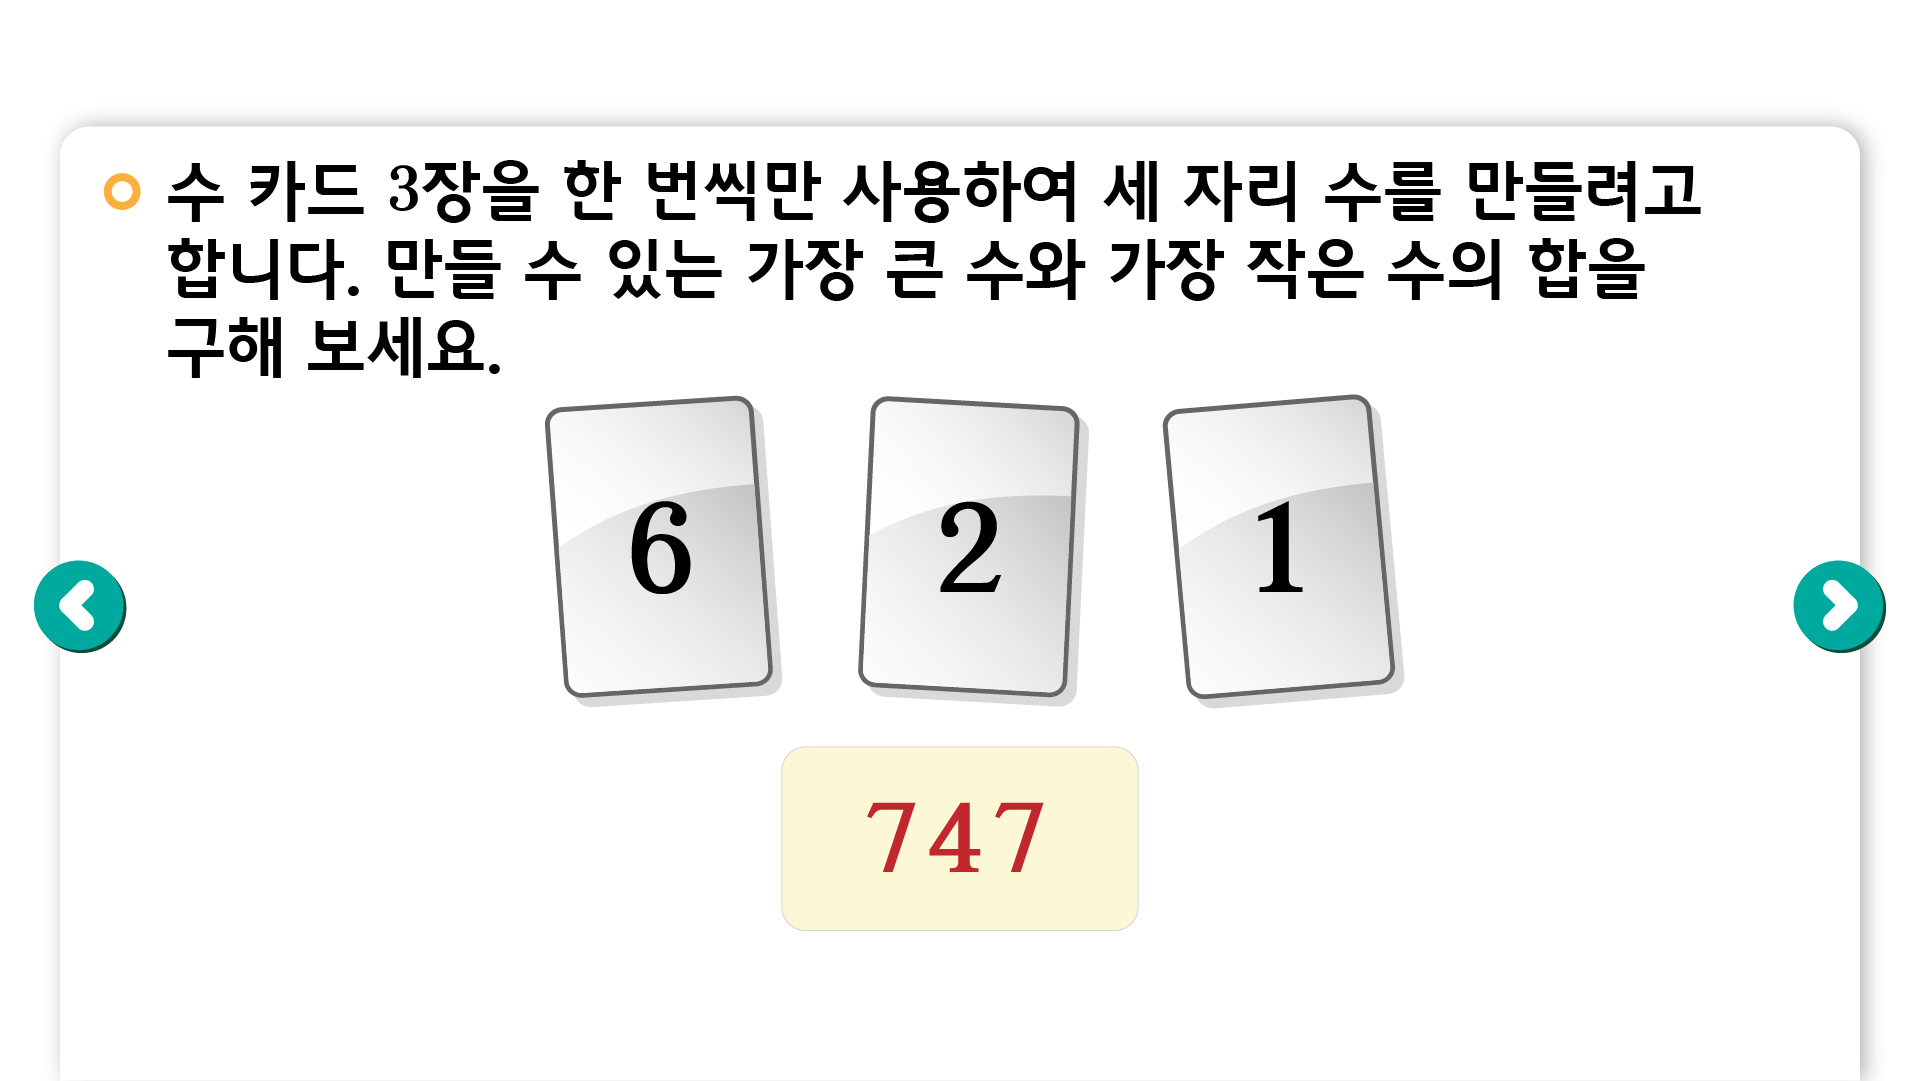 수 카드 3장을 한 번씩만 사용하여 세 자리 수를 만들려고
합니다. 만들 수 있는 가장 큰 수와 가장 작은 수의 합을
구해 보세요.
6 2 1
747